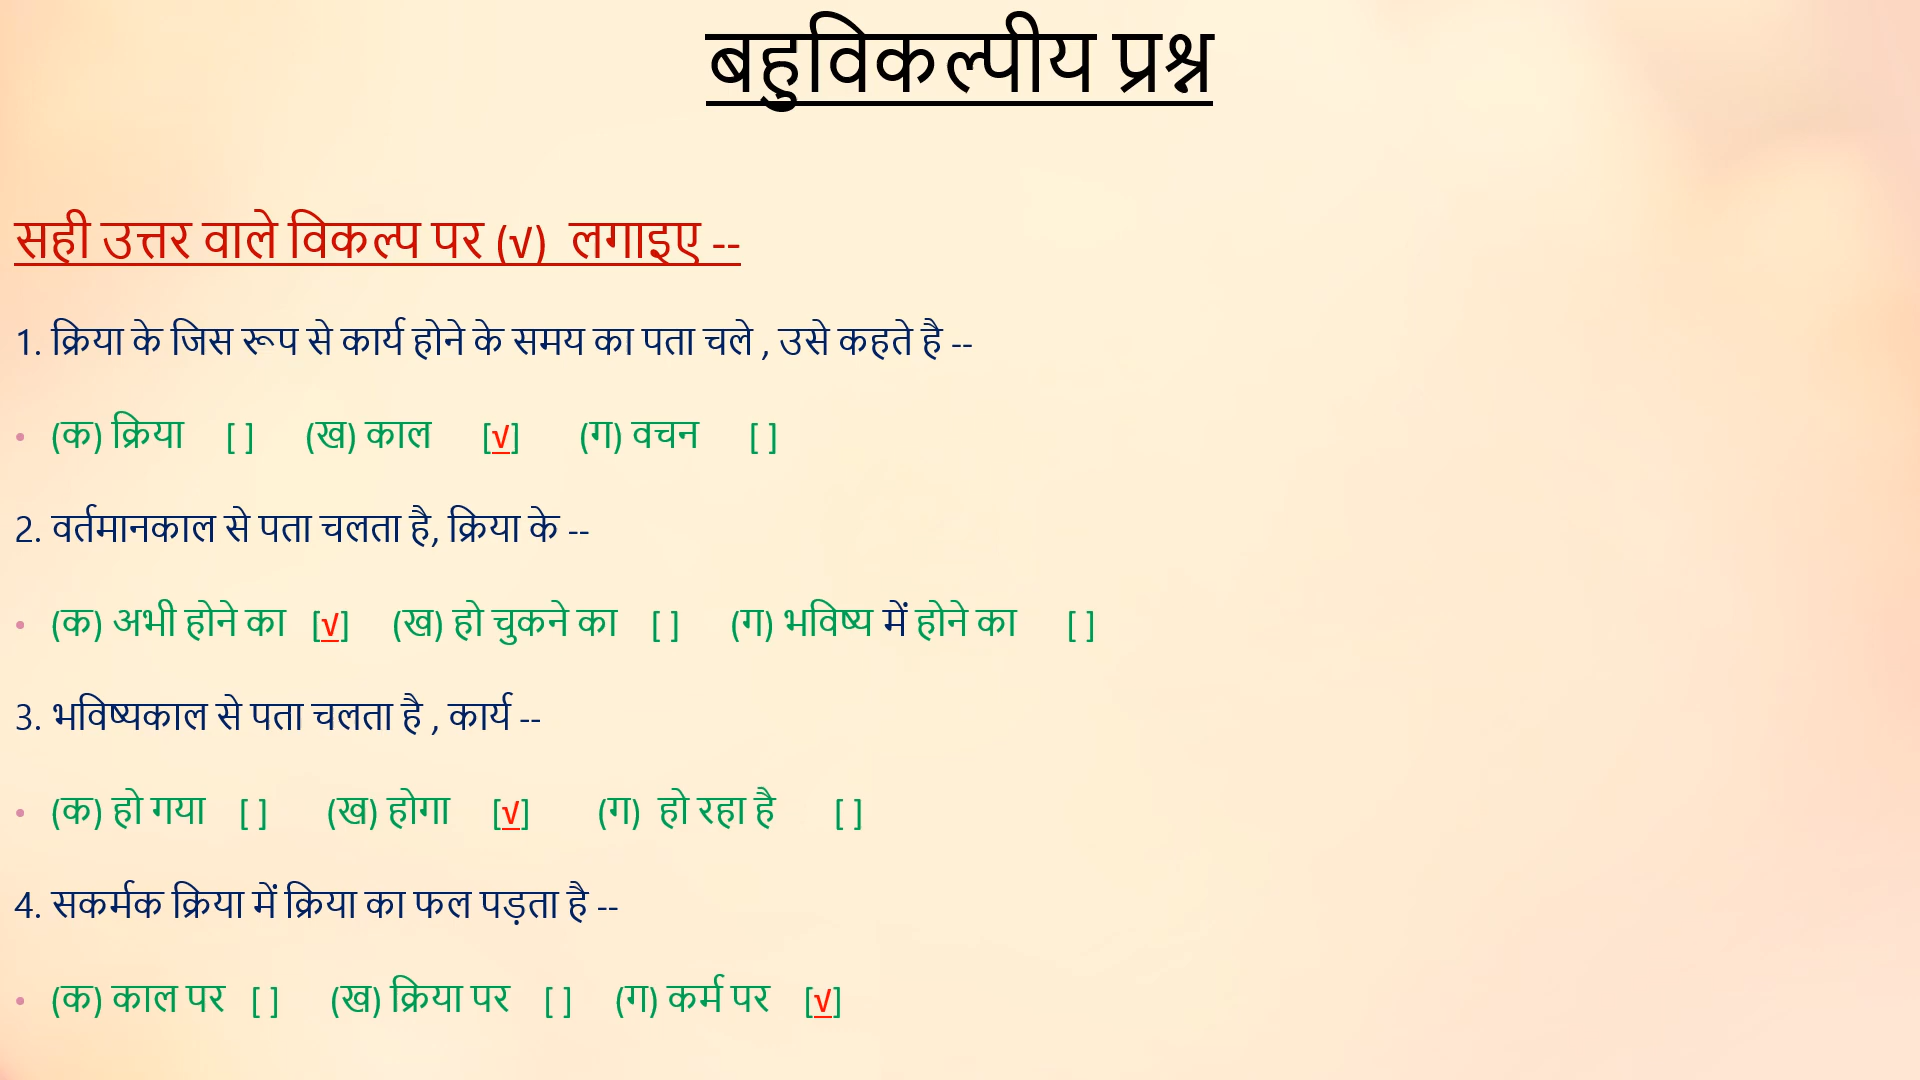 बहुविकल्पीय प्रश्न
सही उत्तर वाले विकल्प पर (√) लगाइए --
1. क्रिया के जिस रूप से कार्य होने के समय का पता चले , उसे कहते है --
• (क) क्रिया [ ] (ख) काल [√] (ग) वचन [ ]
2. वर्तमानकाल से पता चलता है, क्रिया के --
• (क) अभी होने का [√] (ख) हो चुकने का [ ] (ग) भविष्य में होने का [ ]
3. भविष्यकाल से पता चलता है , कार्य --
• (क) हो गया [ ] (ख) होगा [√] (ग) हो रहा है [ ]
4. सकर्मक क्रिया में क्रिया का फल पड़ता है --
• (क) काल पर [ ] (ख) क्रिया पर [ ] (ग) कर्म पर [√]